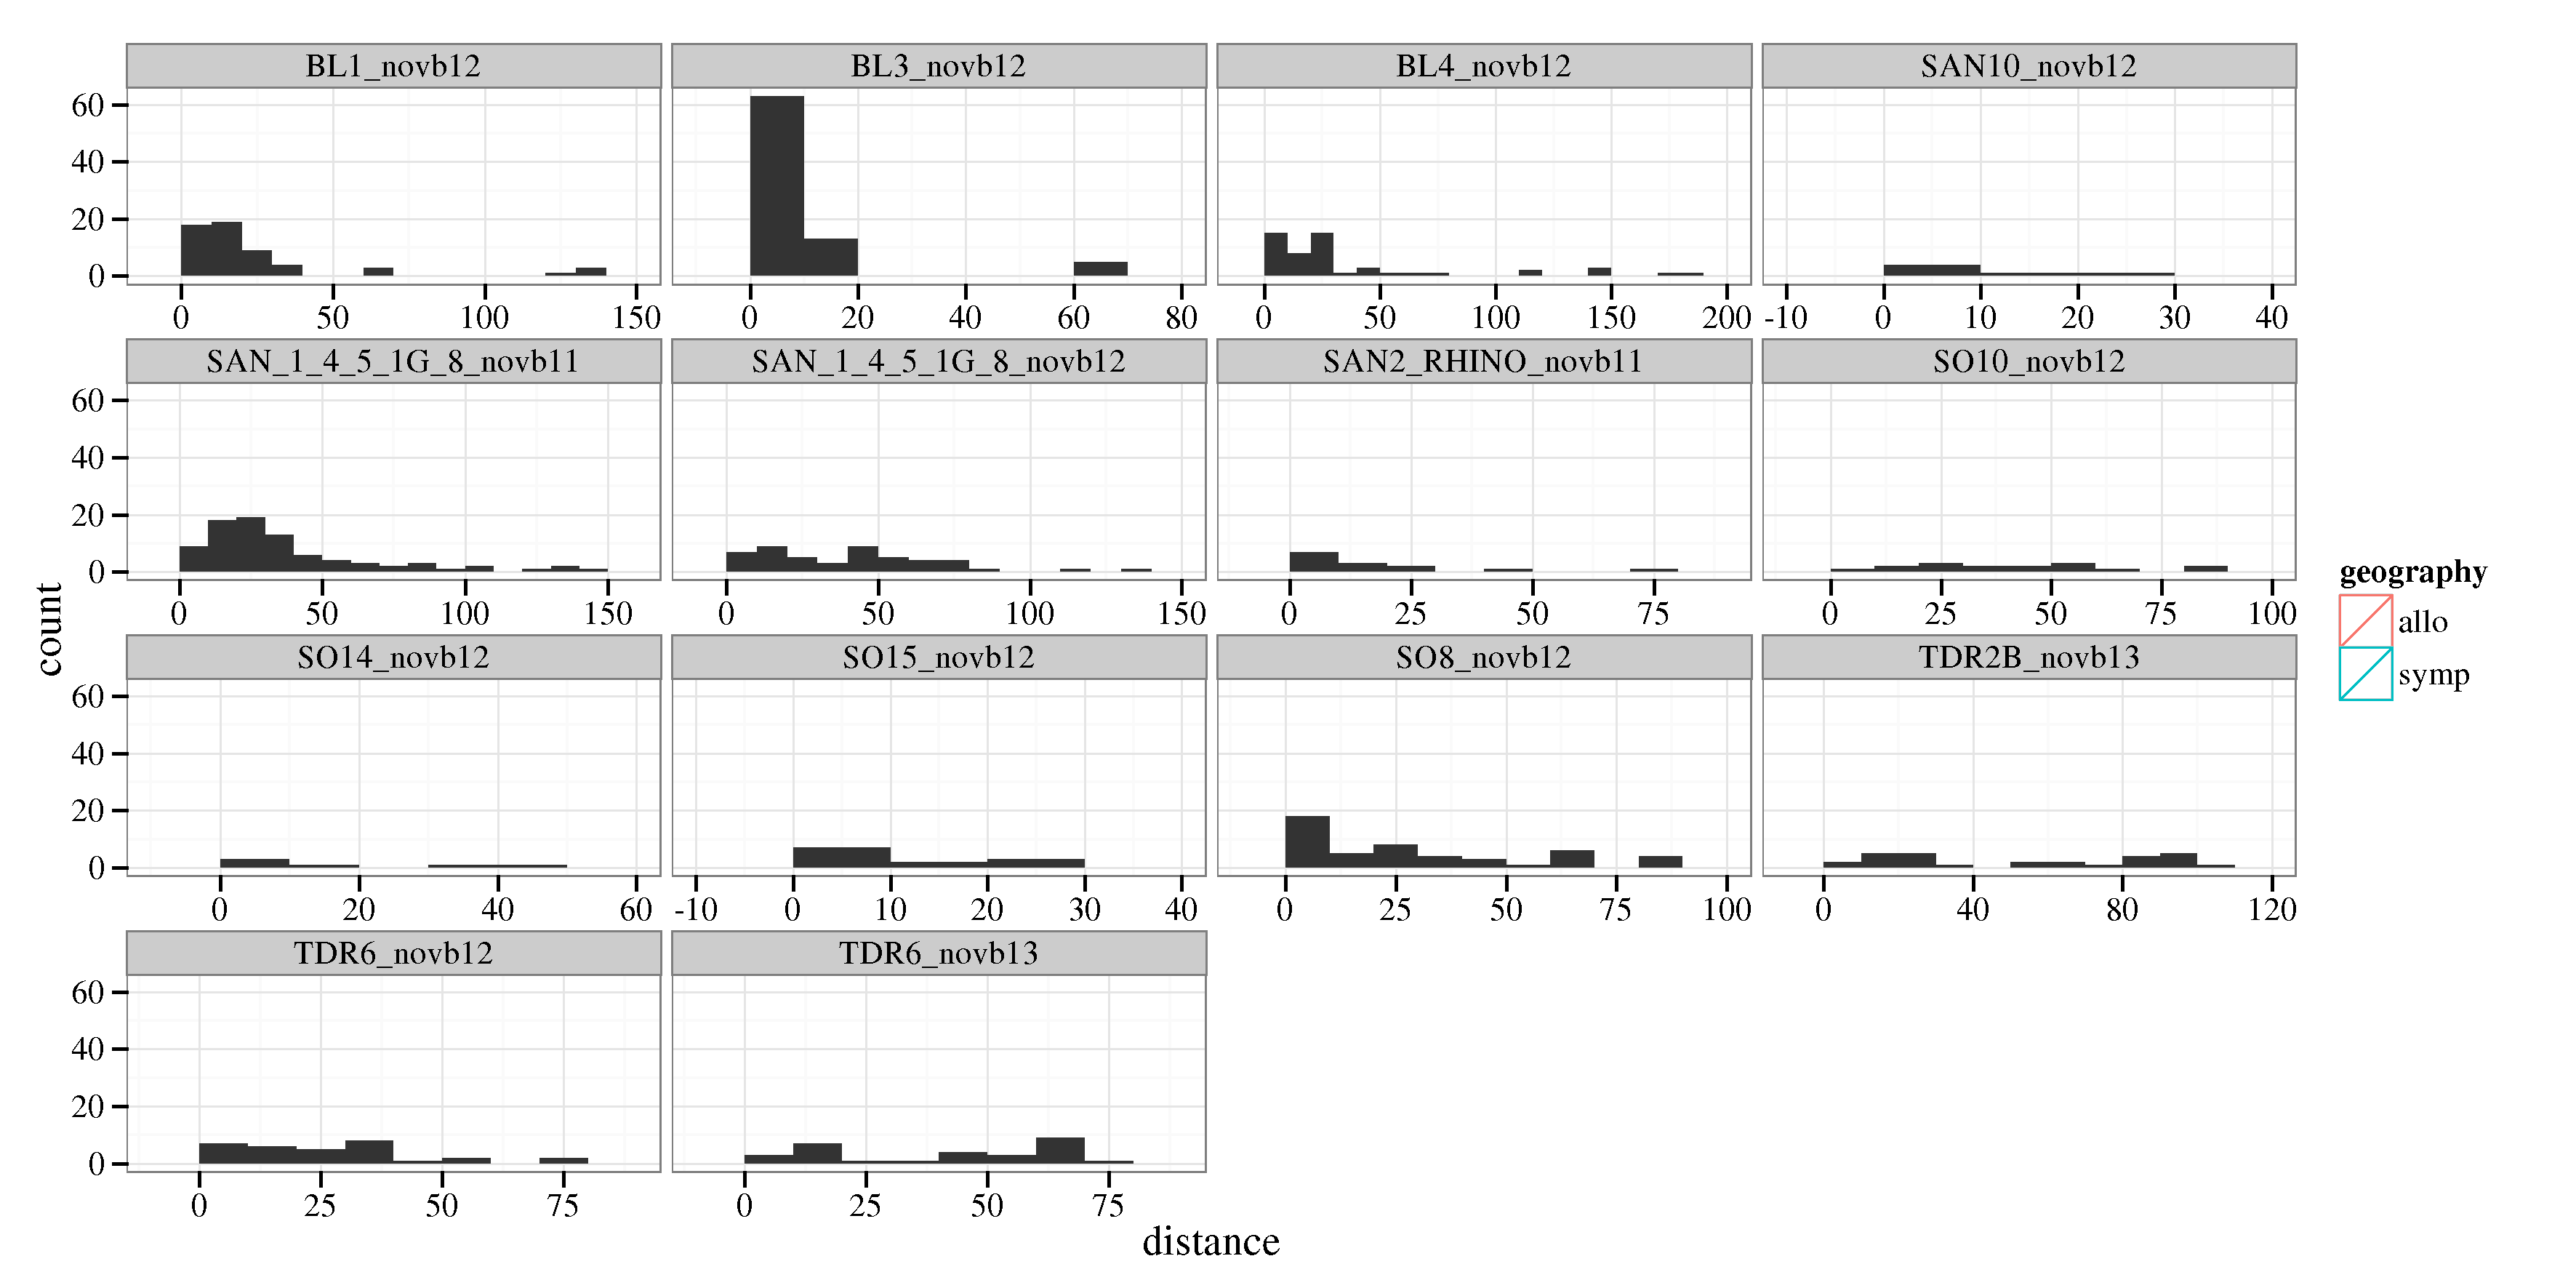 BL1_novb12 BL3_novb12 BL4_novb12 SAN10_novb12
60
40
20
0
0 50 100 150 0 20 40 60 80 0 50 100 150 200 -10 0 10 20 30 40
SAN_1_4_5_1G_8_novb11 SAN_1_4_5_1G_8_novb12 SAN2_RHINO_novb11 SO10_novb12
60
40
20
0
0 50 100 150 0 50 100 150 0 25 50 75 0 25 50 75 100
SO14_novb12 SO15_novb12 SO8_novb12 TDR2B_novb13
60
40
20
0
0 20 40 60 -10 0 10 20 30 40 0 25 50 75 100 0 40 80 120
TDR6_novb12 TDR6_novb13
60
40
20
0
0 25 50 75 0 25 50 75
count
distance
geography
allo
symp